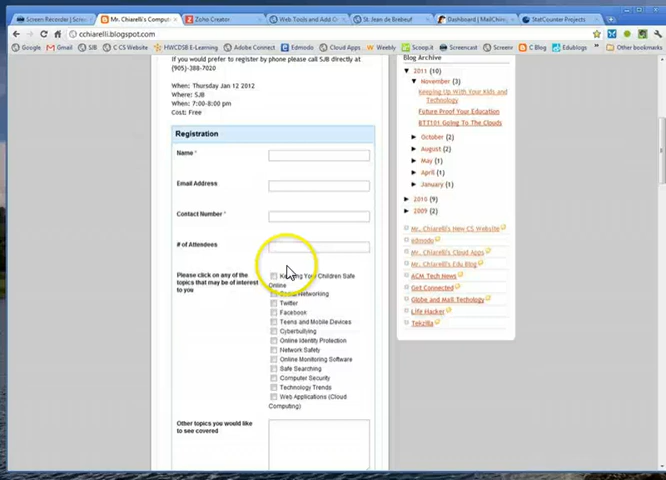 Screen Recorder | S
Mr. Chiarelli's Comput
Zoho Creator
Web Tools and Add O
St. Jean de Brebeuf
Dashboard | MailChim
StatCounter Projects
cchiarelli.blogspot.com
Google
SJB
C CS Website
HWCDSB E-Learning
Adobe Connect
Edmodo
Cloud Apps
Weebly
Scoop.it
Screencast
Screenr
C.Blog
Edublogs
Other bookmarks
If you would prefer to register by phone please call SJB directly at
(905)-388-7020
When: Thursday Jan 12 2012
Where: SJB
When: 7:00-8:00 pm
Cost: Free
Registration
Name *
Email Address
Contact Number *
# of Attendees
Please click on any of the
topics that may be of interest
to you
Keeping Your Children Safe
Online
Social Networking
Twitter
Facebook
Teens and Mobile Devices
Cyberbullying
Online Identity Protection
Network Safety
Online Monitoring Software
Safe Searching
Computer Security
Technology Trends
Web Applications (Cloud
Computing)
Other topics you would like
to see covered
Blog Archive
▼ 2011 (10)
▼ November (3)
Keeping Up With Your Kids and
Technology
Future Proof Your Education
BTT101 Going To The Clouds
► October (2)
► August (2)
► May (1)
► April (1)
► January (1)
► 2010 (9)
► 2009 (2)
Mr. Chiarelli's New CS Website
Edmodo
Mr. Chiarelli's Cloud Apps
Mr. Chiarelli's Edu Blog
ACM Tech News
Get Connected
Globe and Mail Technology
Life Hacker
Tekzilla